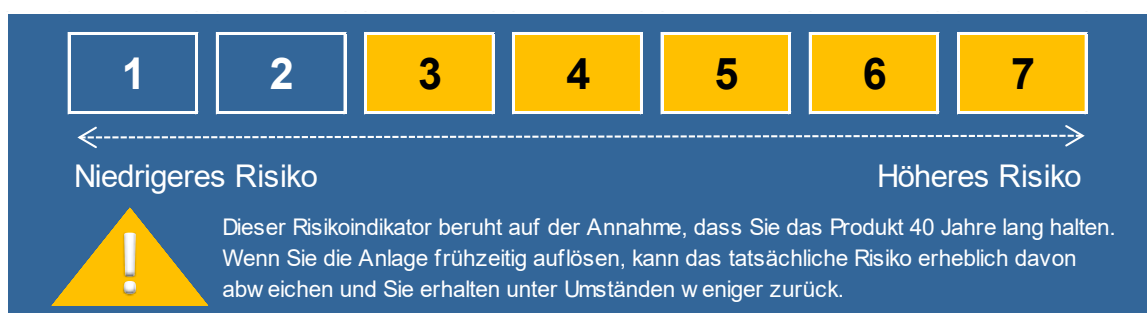 1 2 3 4 5 6 7
Niedrigeres Risiko Höheres Risiko
Dieser Risikoindikator beruht auf der Annahme, dass Sie das Produkt 40 Jahre lang halten.
Wenn Sie die Anlage frühzeitig auflösen, kann das tatsächliche Risiko erheblich davon
abw eichen und Sie erhalten unter Umständen w eniger zurück.